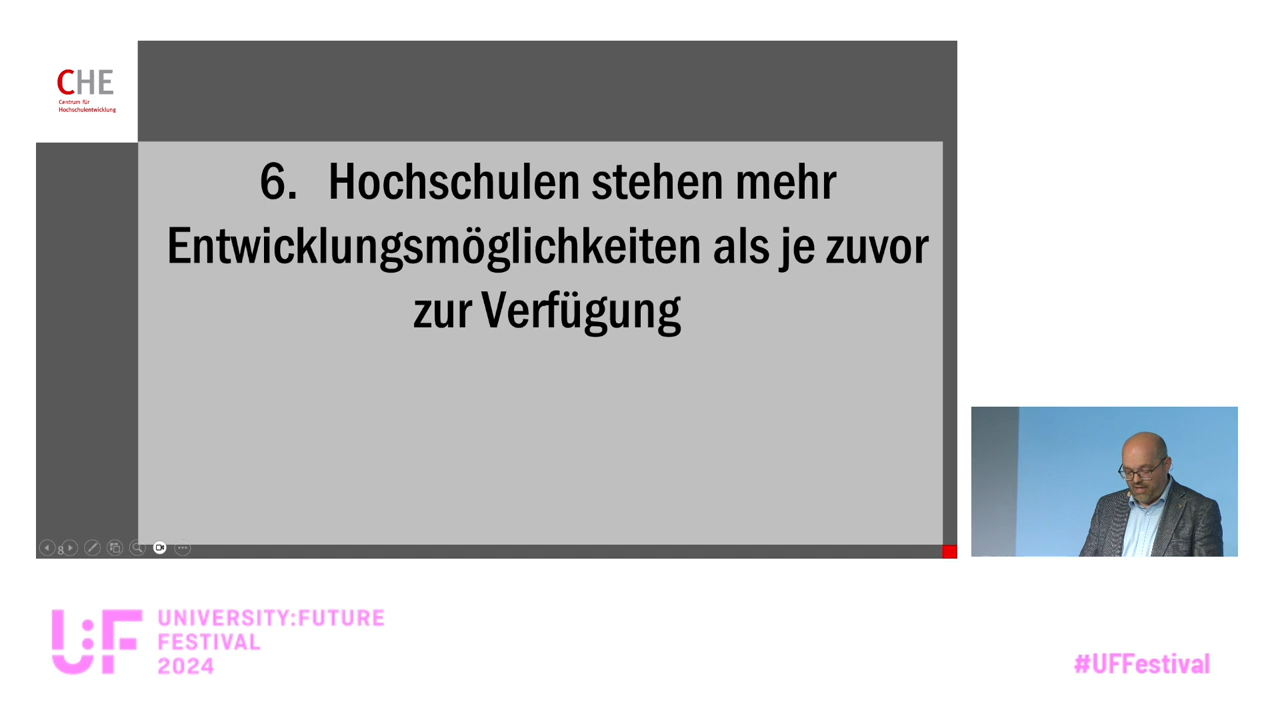 CHE
Centrum für
Hochschulentwicklung
6. Hochschulen stehen mehr
Entwicklungsmöglichkeiten als je zuvor
zur Verfügung
8
U:F
UNIVERSITY:FUTURE
FESTIVAL
2024
#UFFestival